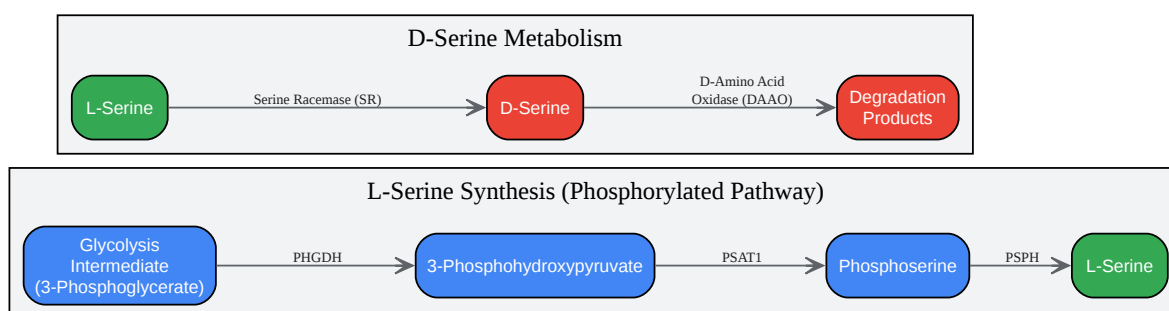 D-Serine Metabolism
L-Serine
Serine Racemase (SR)
D-Serine
D-Amino Acid
Oxidase (DAAO)
Degradation
Products
L-Serine Synthesis (Phosphorylated Pathway)
Glycolysis
Intermediate
(3-Phosphoglycerate)
PHGDH
3-Phosphohydroxypyruvate
PSAT1
Phosphoserine
PSPH
L-Serine